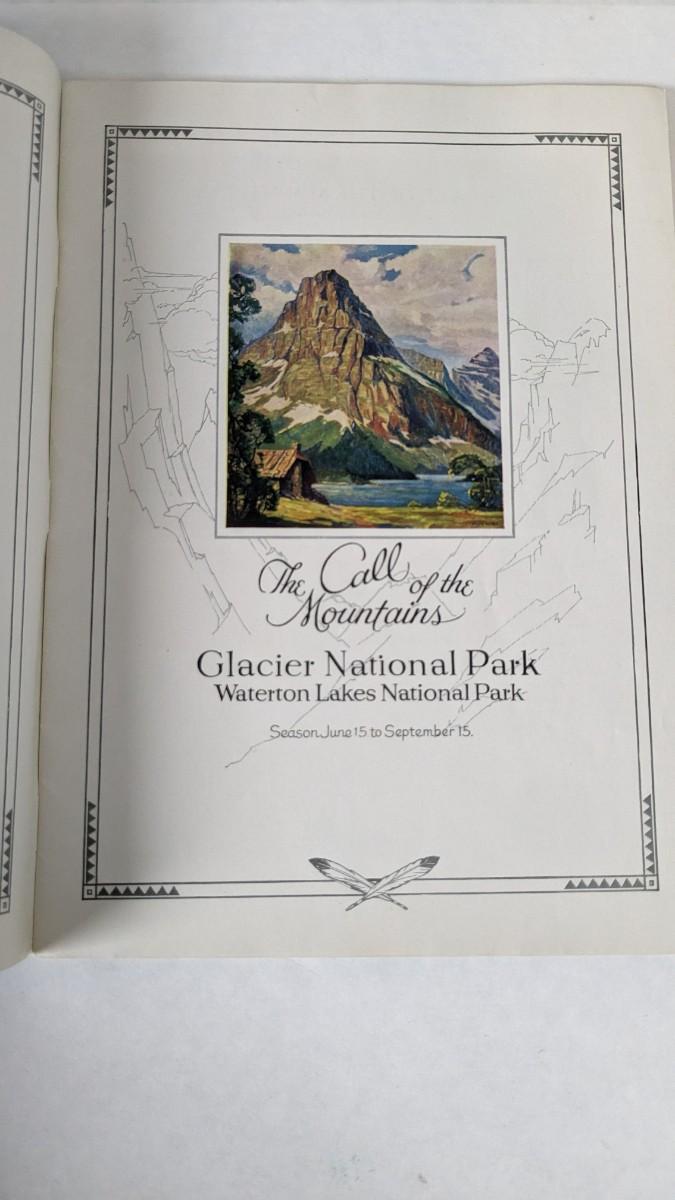 The Call of the
Mountains
Glacier National Park
Waterton Lakes National Park
Season June 15 to September 15.